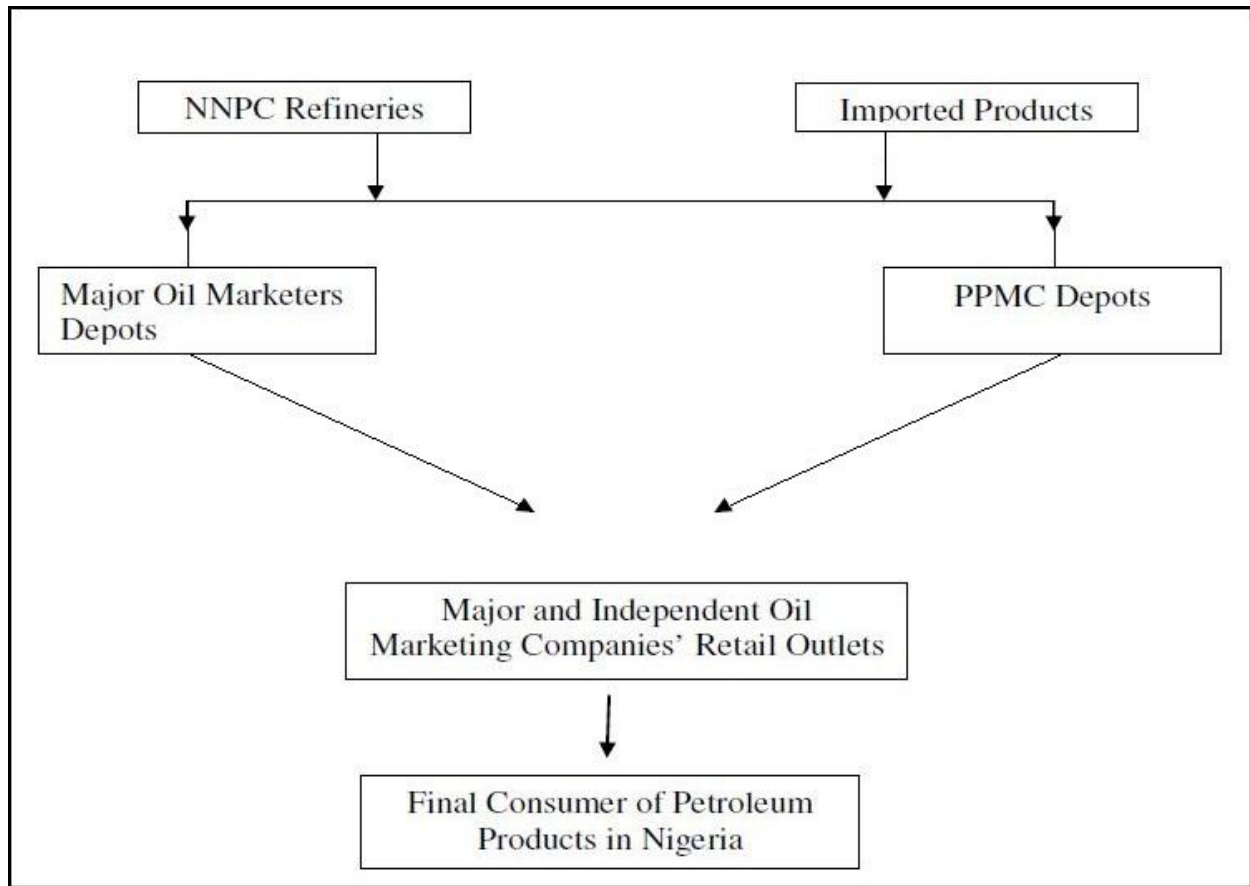 NNPC Refineries
Imported Products
Major Oil Marketers
Depots
PPMC Depots
Major and Independent Oil
Marketing Companies’ Retail Outlets
Final Consumer of Petroleum
Products in Nigeria